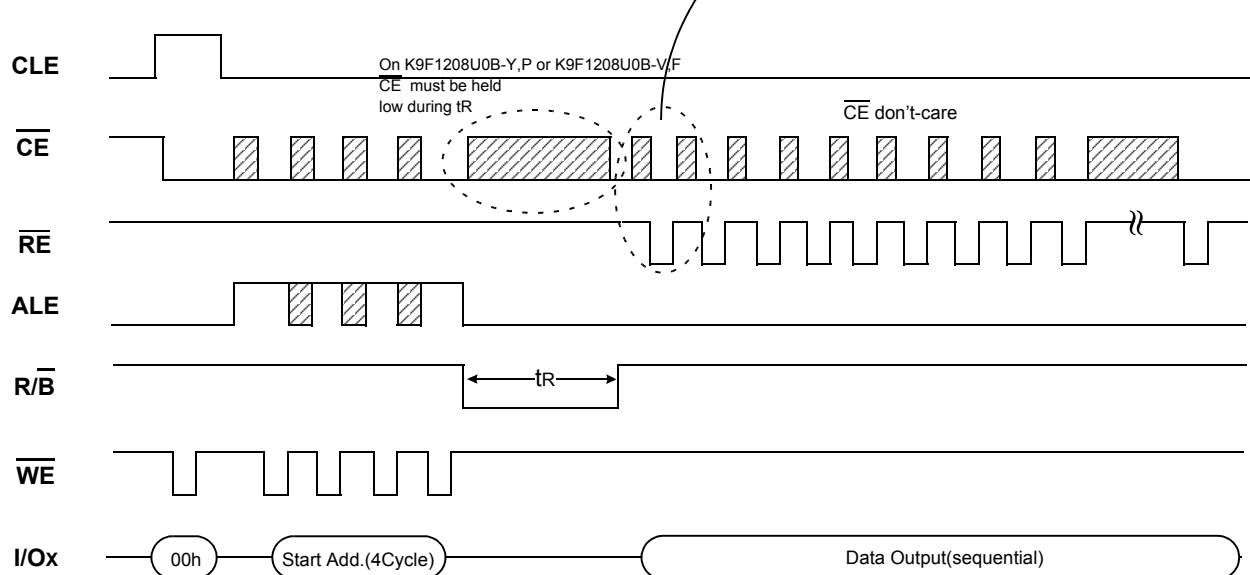 CLE
On K9F1208U0B-Y,P or K9F1208U0B-V,F
CE must be held
low during tR
CE
CE don't-care
RE
ALE
R/B
tR
WE
I/Ox
00h
Start Add.(4Cycle)
Data Output(sequential)